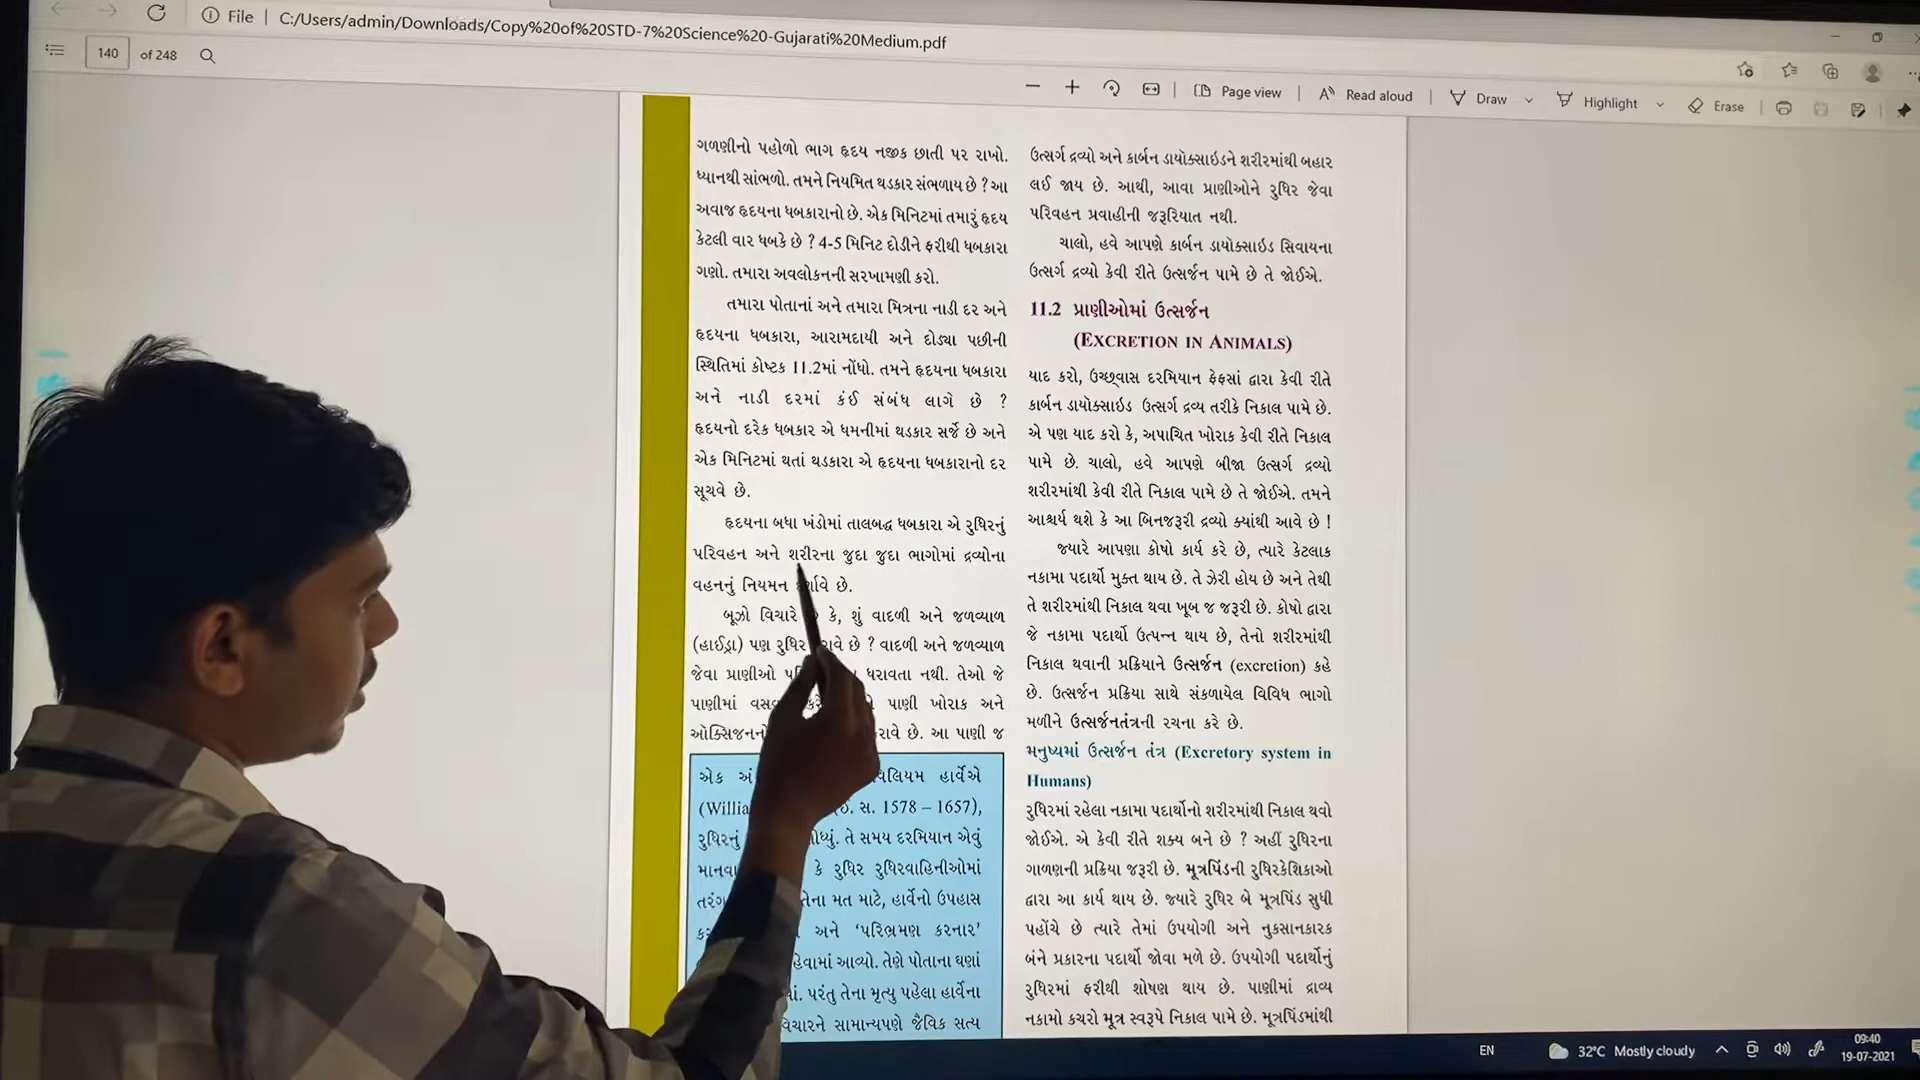 File | C:/Users/admin/Downloads/Copy%20of%20STD-7%20Science%20-Gujarati%20Medium.pdf
140 of 248
Page view | Read aloud | Draw Highlight Erase
ગળણીનો પહોળો ભાગ હૃદય નજીક છાતી પર રાખો.
ધ્યાનથી સાંભળો. તમને નિયમિત થડકાર સંભળાય છે ? આ
અવાજ હૃદયના ધબકારાનો છે. એક મિનિટમાં તમારું હૃદય
કેટલી વાર ધબકે છે ? 4-5 મિનિટ દોડીને ફરીથી ધબકારા
ગણો. તમારા અવલોકનની સરખામણી કરો.
તમારા પોતાનાં અને તમારા મિત્રના નાડી દર અને
હૃદયના ધબકારા, આરામદાયી અને દોડ્યા પછીની
સ્થિતિમાં કોષ્ટક 11.2માં નોંધો. તમને હૃદયના ધબકારા
અને નાડી દરમાં કંઈ સંબંધ લાગે છે ?
હૃદયનો દરેક ધબકાર એ ધમનીમાં થડકાર સર્જે છે અને
એક મિનિટમાં થતાં થડકારા એ હૃદયના ધબકારાનો દર
સૂચવે છે.
હૃદયના બધા ખંડોમાં તાલબદ્ધ ધબકારા એ રુધિરનું
પરિવહન અને શરીરના જુદા જુદા ભાગોમાં દ્રવ્યોના
વહનનું નિયમન છે.
બૂઝો વિચારે કે, શું વાદળી અને જળવ્યાળ
(હાઈડ્રા) પણ રુધિર છે ? વાદળી અને જળવ્યાળ
જેવા પ્રાણીઓ ધરાવતા નથી. તેઓ જે
પાણીમાં પાણી ખોરાક અને
છે. આ પાણી જ
એક હાર્વેએ
સ. 1578 – 1657),
રુધિરનું તે સમય દરમિયાન એવું
કે રુધિર રુધિરવાહિનીઓમાં
મત માટે, હાર્વેનો ઉપહાસ
અને ‘પરિભ્રમણ કરનાર’
આવ્યો. તેણે પોતાના ઘણાં
પરંતુ તેના મૃત્યુ પહેલા હાર્વેના
વિચારને સામાન્યપણે જૈવિક સત્ય
ઉત્સર્ગ દ્રવ્યો અને કાર્બન ડાયૉક્સાઇડને શરીરમાંથી બહાર
લઈ જાય છે. આથી, આવા પ્રાણીઓને રુધિર જેવા
પરિવહન પ્રવાહીની જરૂરિયાત નથી.
ચાલો, હવે આપણે કાર્બન ડાયૉક્સાઇડ સિવાયના
ઉત્સર્ગ દ્રવ્યો કેવી રીતે ઉત્સર્જન પામે છે તે જોઈએ.
11.2 પ્રાણીઓમાં ઉત્સર્જન
(EXCRETION IN ANIMALS)
યાદ કરો, ઉચ્છ્વાસ દરમિયાન ફેફસાં દ્વારા કેવી રીતે
કાર્બન ડાયૉક્સાઇડ ઉત્સર્ગ દ્રવ્ય તરીકે નિકાલ પામે છે.
એ પણ યાદ કરો કે, અપાચિત ખોરાક કેવી રીતે નિકાલ
પામે છે. ચાલો, હવે આપણે બીજા ઉત્સર્ગ દ્રવ્યો
શરીરમાંથી કેવી રીતે નિકાલ પામે છે તે જોઈએ. તમને
આશ્ચર્ય થશે કે આ બિનજરૂરી દ્રવ્યો ક્યાંથી આવે છે !
જ્યારે આપણા કોષો કાર્ય કરે છે, ત્યારે કેટલાક
નકામા પદાર્થો મુક્ત થાય છે. તે ઝેરી હોય છે અને તેથી
તે શરીરમાંથી નિકાલ થવા ખૂબ જ જરૂરી છે. કોષો દ્વારા
જે નકામા પદાર્થો ઉત્પન્ન થાય છે, તેનો શરીરમાંથી
નિકાલ થવાની પ્રક્રિયાને ઉત્સર્જન (excretion) કહે
છે. ઉત્સર્જન પ્રક્રિયા સાથે સંકળાયેલ વિવિધ ભાગો
મળીને ઉત્સર્જનતંત્રની રચના કરે છે.
મનુષ્યમાં ઉત્સર્જન તંત્ર (Excretory system in
Humans)
રુધિરમાં રહેલા નકામા પદાર્થોનો શરીરમાંથી નિકાલ થવો
જોઈએ. એ કેવી રીતે શક્ય બને છે ? અહીં રુધિરના
ગાળણની પ્રક્રિયા જરૂરી છે. મૂત્રપિંડની રુધિરકેશિકાઓ
દ્વારા આ કાર્ય થાય છે. જ્યારે રુધિર બે મૂત્રપિંડ સુધી
પહોંચે છે ત્યારે તેમાં ઉપયોગી અને નુકસાનકારક
બંને પ્રકારના પદાર્થો જોવા મળે છે. ઉપયોગી પદાર્થોનું
રુધિરમાં ફરીથી શોષણ થાય છે. પાણીમાં દ્રાવ્ય
નકામો કચરો મૂત્ર સ્વરૂપે નિકાલ પામે છે. મૂત્રપિંડમાંથી
EN 32°C Mostly cloudy 09:40
19-07-2021